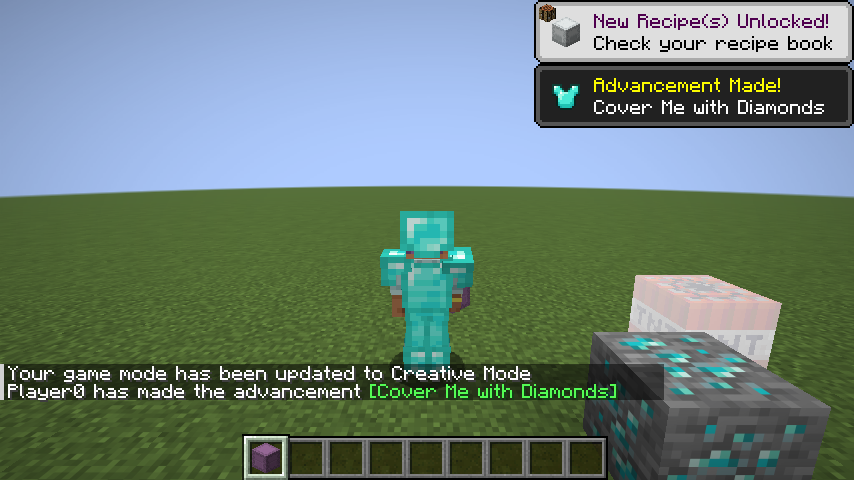 New Recipe(s) Unlocked!
Check your recipe book
Advancement Made!
Cover Me with Diamonds
TNT
Your game mode has been updated to Creative Mode
Player0 has made the advancement [Cover Me with Diamonds]